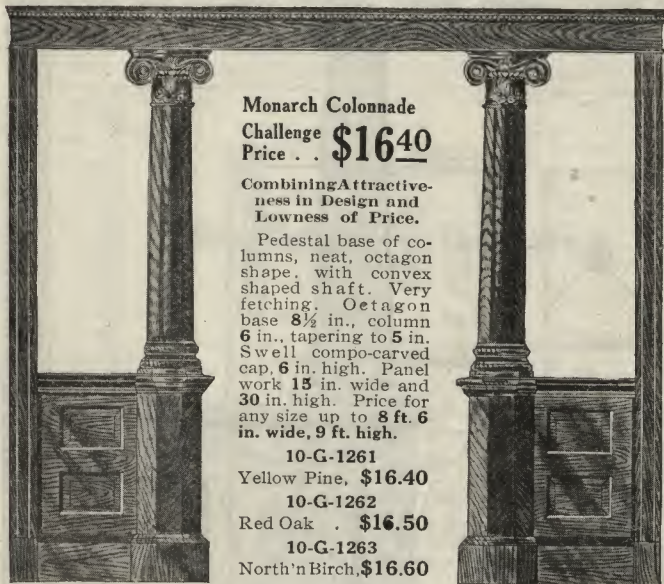 Monarch Colonnade
Challenge
Price . . $16 40
Combining Attractive-
ness in Design and
Lowness of Price.
Pedestal base of co-
lumns, neat, octagon
shape, with convex
shaped shaft. Very
fetching. Octagon
base 8½ in., column
6 in., tapering to 5 in.
Swell compo-carved
cap, 6 in. high. Panel
work 15 in. wide and
30 in. high. Price for
any size up to 8 ft. 6
in. wide, 9 ft. high.
10-G-1261
Yellow Pine, $16.40
10-G-1262
Red Oak . $16.50
10-G-1263
North'n Birch, $16.60